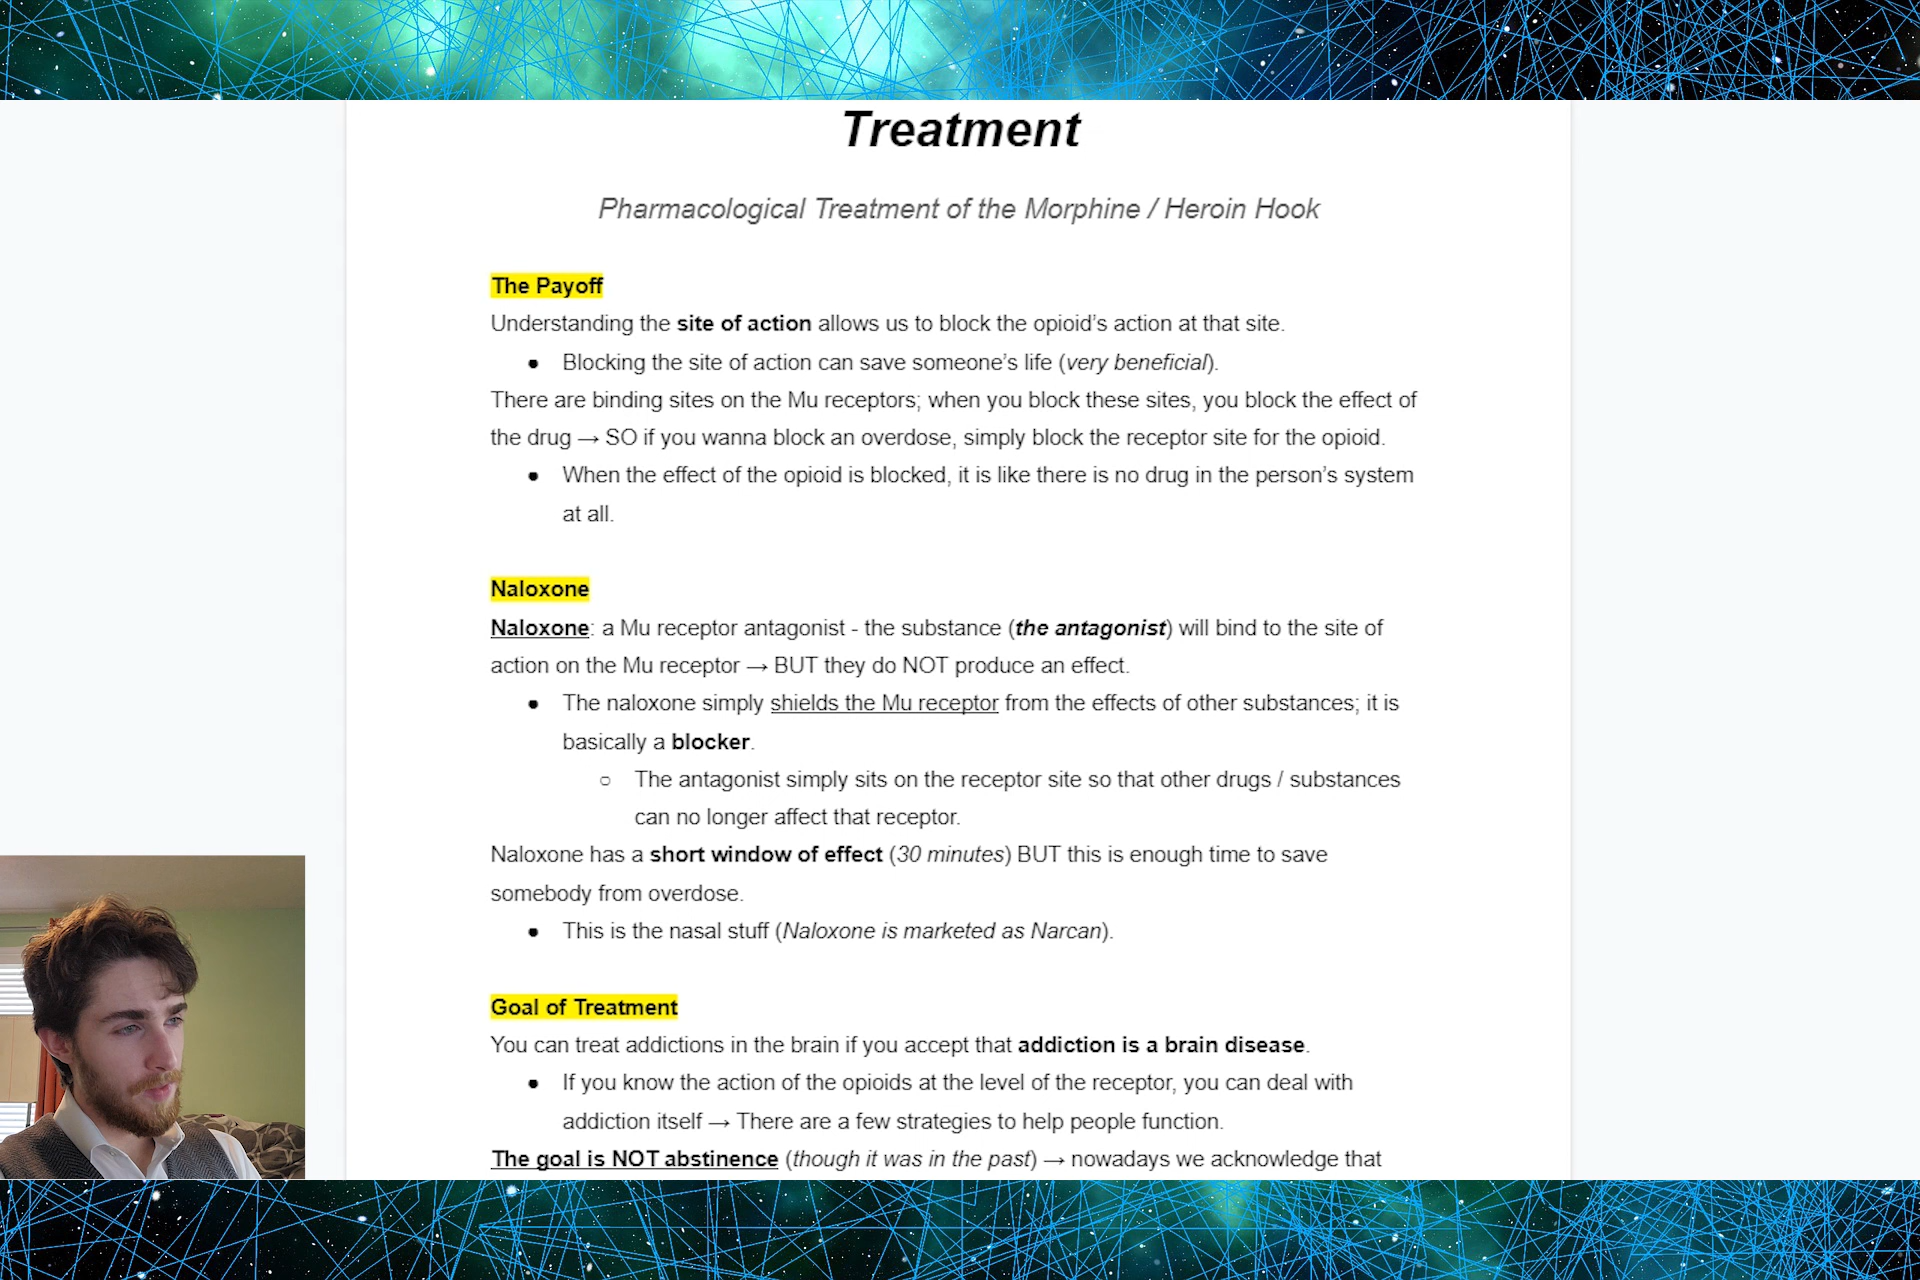 Treatment
Pharmacological Treatment of the Morphine / Heroin Hook
The Payoff
Understanding the site of action allows us to block the opioid’s action at that site.
● Blocking the site of action can save someone’s life (very beneficial).
There are binding sites on the Mu receptors; when you block these sites, you block the effect of
the drug → SO if you wanna block an overdose, simply block the receptor site for the opioid.
● When the effect of the opioid is blocked, it is like there is no drug in the person’s system
at all.
Naloxone
Naloxone: a Mu receptor antagonist - the substance (the antagonist) will bind to the site of
action on the Mu receptor → BUT they do NOT produce an effect.
● The naloxone simply shields the Mu receptor from the effects of other substances; it is
basically a blocker.
○ The antagonist simply sits on the receptor site so that other drugs / substances
can no longer affect that receptor.
Naloxone has a short window of effect (30 minutes) BUT this is enough time to save
somebody from overdose.
● This is the nasal stuff (Naloxone is marketed as Narcan).
Goal of Treatment
You can treat addictions in the brain if you accept that addiction is a brain disease.
● If you know the action of the opioids at the level of the receptor, you can deal with
addiction itself → There are a few strategies to help people function.
The goal is NOT abstinence (though it was in the past) → nowadays we acknowledge that